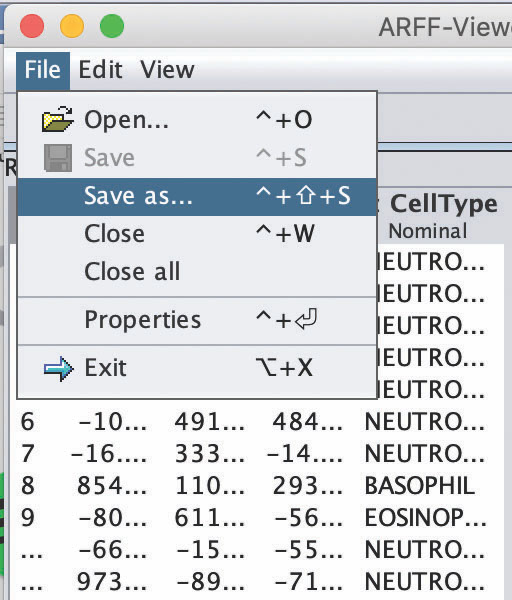 ARFF-Viewe
File Edit View
Open... ^+O
Save ^+S
Save as... ^+⇧+S
Close ^+W
Close all
Properties ^+⏎
Exit ⌥+X
R
: CellType
Nominal
NEUTRO...
NEUTRO...
NEUTRO...
NEUTRO...
NEUTRO...
6 -10... 491... 484... NEUTRO...
7 -16.... 333... -14.... NEUTRO...
8 854... 110... 293... BASOPHIL
9 -80... 611... -56... EOSINOP...
... -66... -15... -55... NEUTRO...
... 973... -89... -71... NEUTRO...